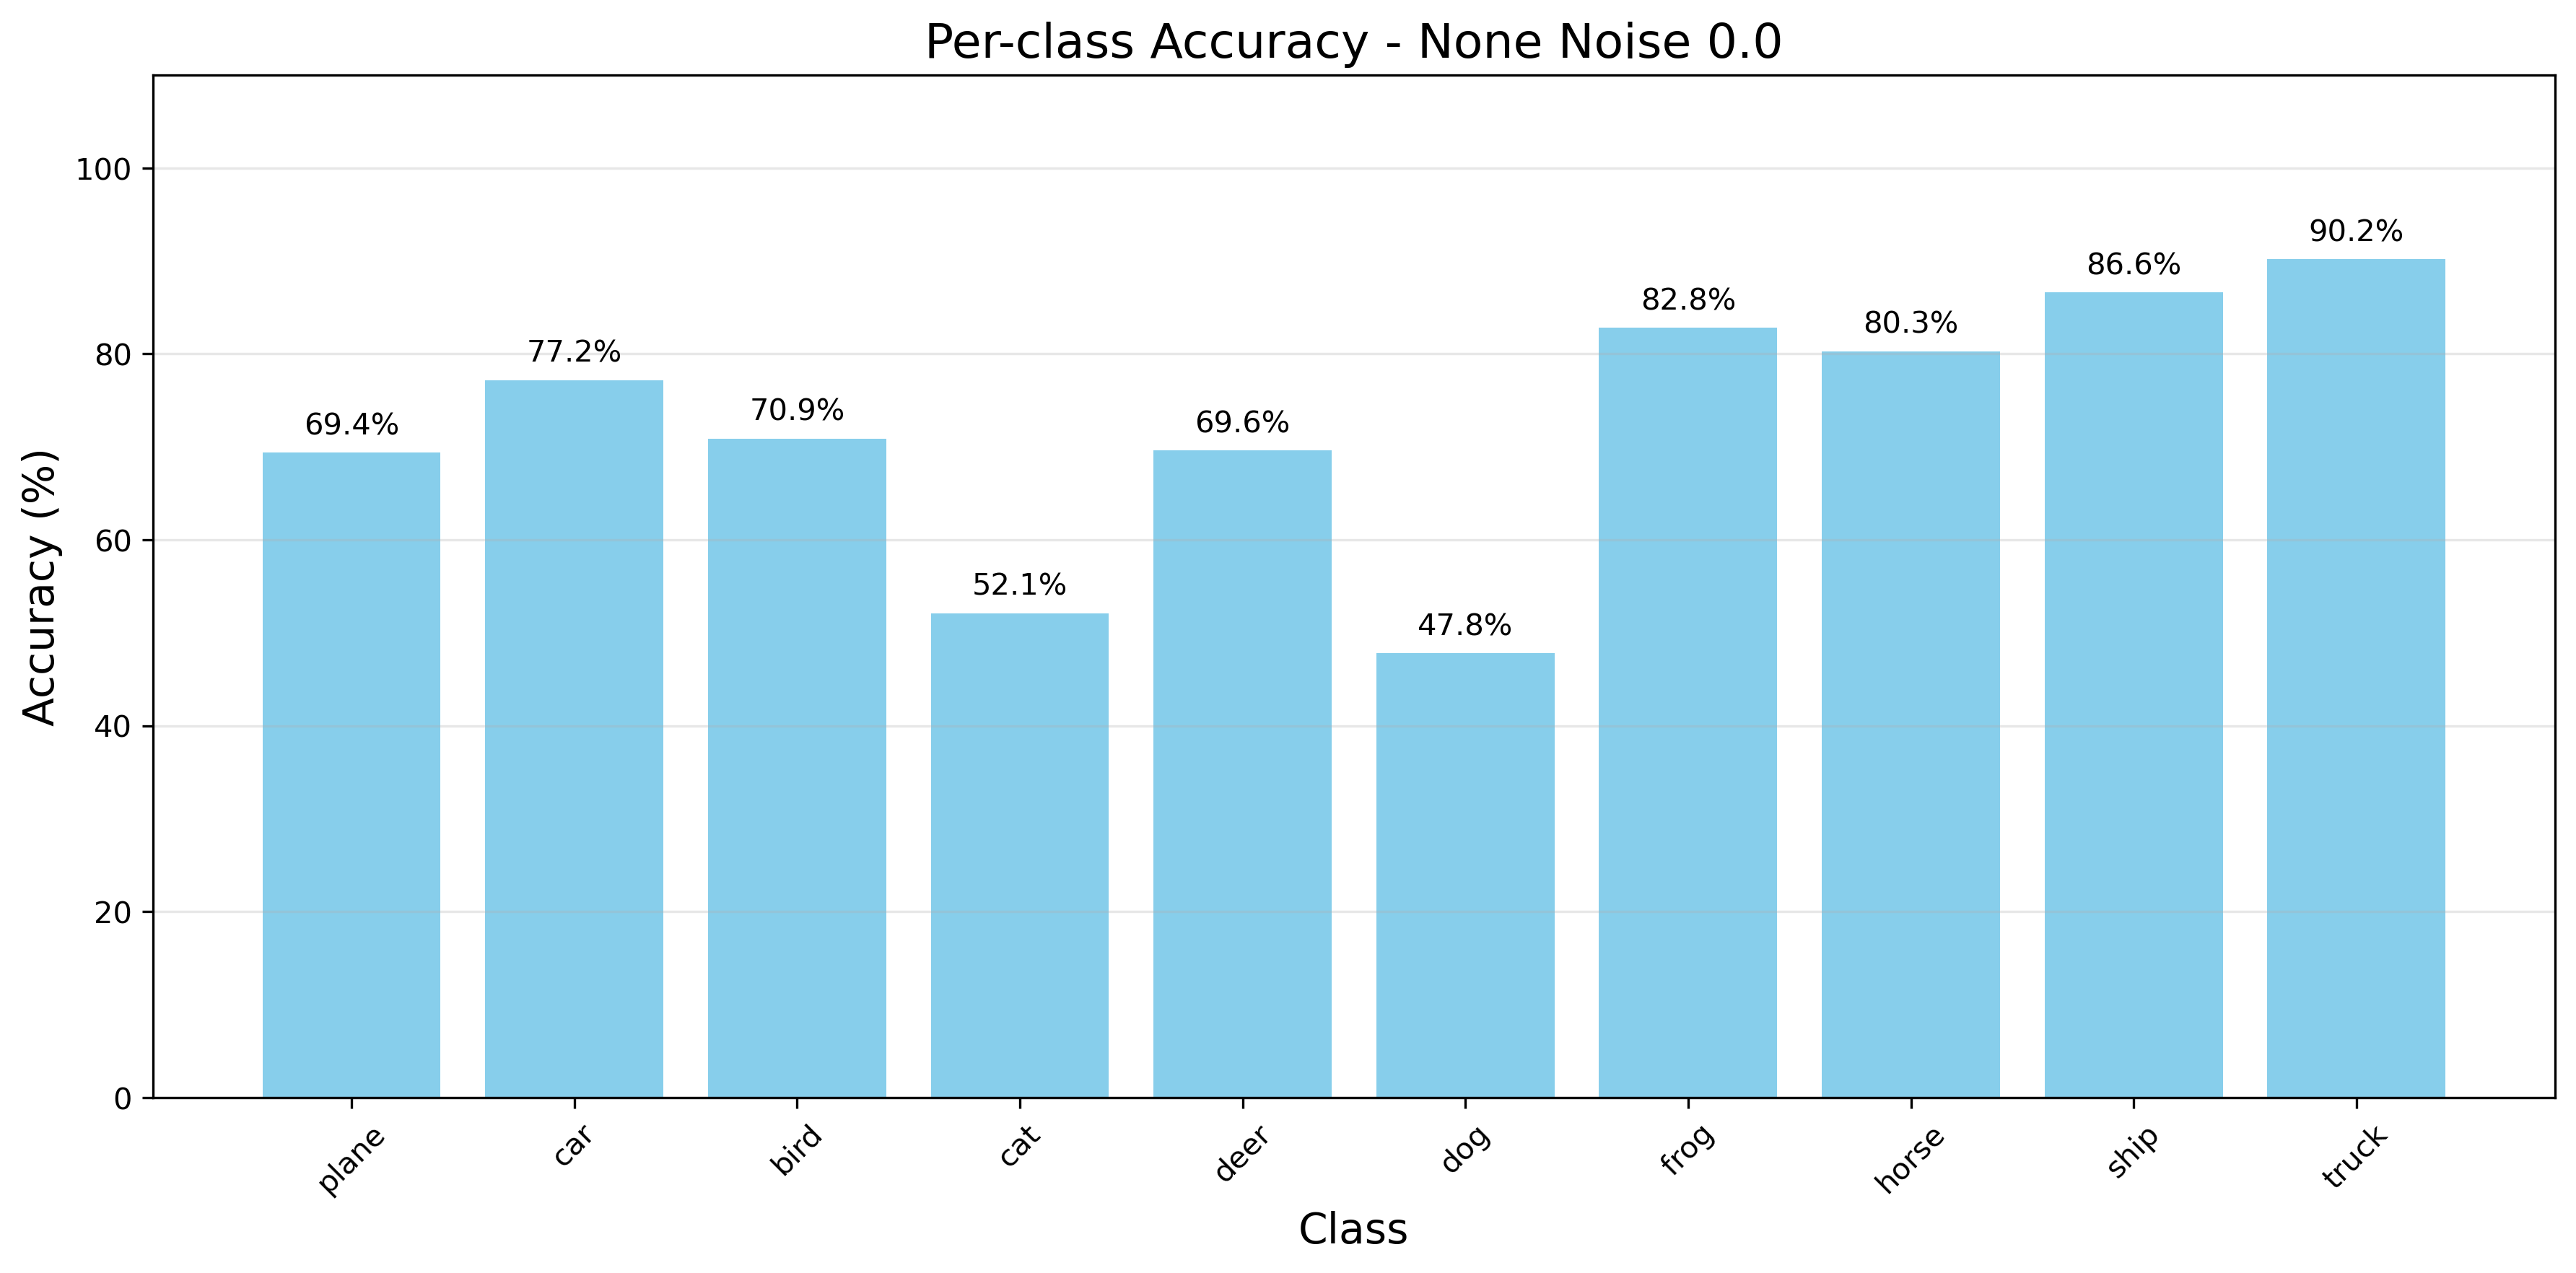 Per-class Accuracy - None Noise 0.0
Accuracy (%)
100
80
60
40
20
0
69.4%
77.2%
70.9%
52.1%
69.6%
47.8%
82.8%
80.3%
86.6%
90.2%
plane
car
bird
cat
deer
dog
frog
horse
ship
truck
Class